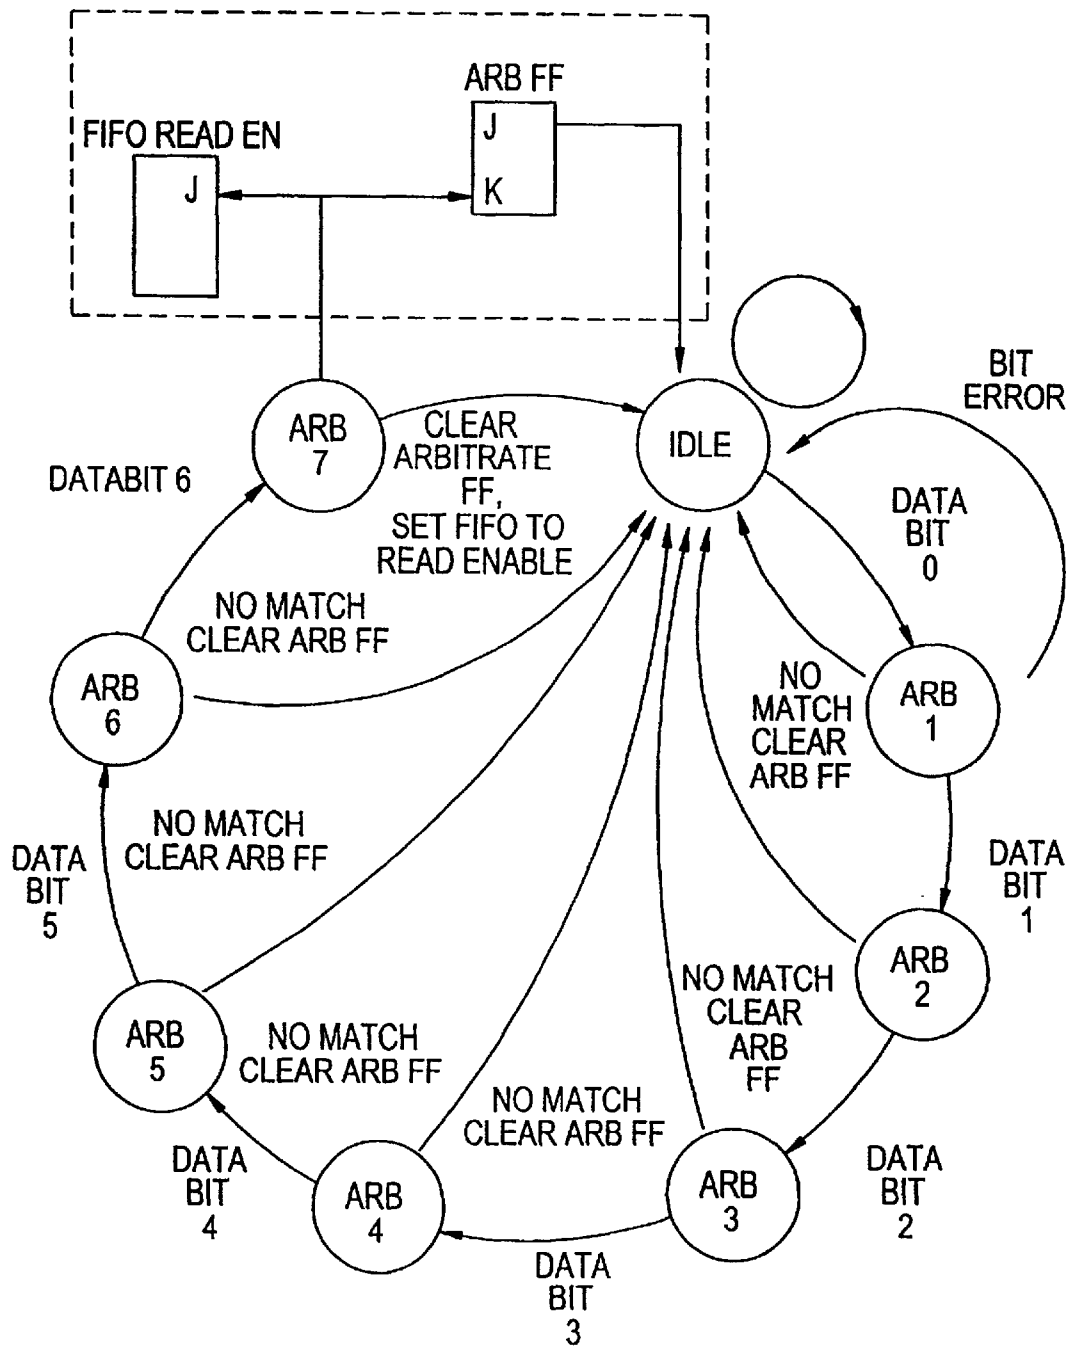 ARB FF
J
K
FIFO READ EN
J
BIT
ERROR
ARB
7
CLEAR
ARBITRATE
FF,
SET FIFO TO
READ ENABLE
IDLE
DATABIT 6
DATA
BIT
0
NO MATCH
CLEAR ARB FF
ARB
6
NO
MATCH
CLEAR
ARB FF
ARB
1
NO MATCH
CLEAR ARB FF
DATA
BIT
5
DATA
BIT
1
ARB
2
NO MATCH
CLEAR
ARB
FF
ARB
5
NO MATCH
CLEAR ARB FF
NO MATCH
CLEAR ARB FF
DATA
BIT
4
ARB
4
ARB
3
DATA
BIT
2
DATA
BIT
3